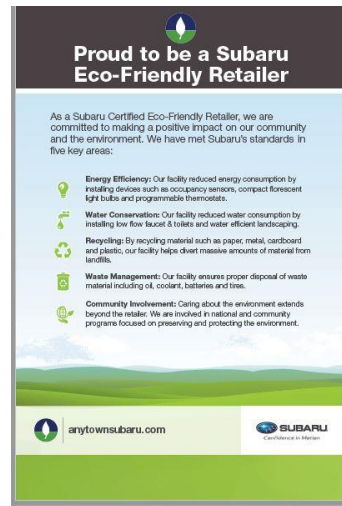 Proud to be a Subaru
Eco-Friendly Retailer
As a Subaru Certified Eco-Friendly Retailer, we are
committed to making a positive impact on our community
and the environment. We have met Subaru's standards in
five key areas:
Energy Efficiency: Our facility reduced energy consumption by
installing devices such as occupancy sensors, compact florescent
light bulbs and programmable thermostats.
Water Conservation: Our facility reduced water consumption by
installing low flow faucet & toilets and water efficient landscaping.
Recycling: By recycling material such as paper, metal, cardboard
and plastic, our facility helps divert massive amounts of material from
landfills.
Waste Management: Our facility ensures proper disposal of waste
material including oil, coolant, batteries and tires.
Community Involvement: Caring about the environment extends
beyond the retailer. We are involved in national and community
programs focused on preserving and protecting the environment.
anytownsubaru.com
SUBARU
Confidence in Motion